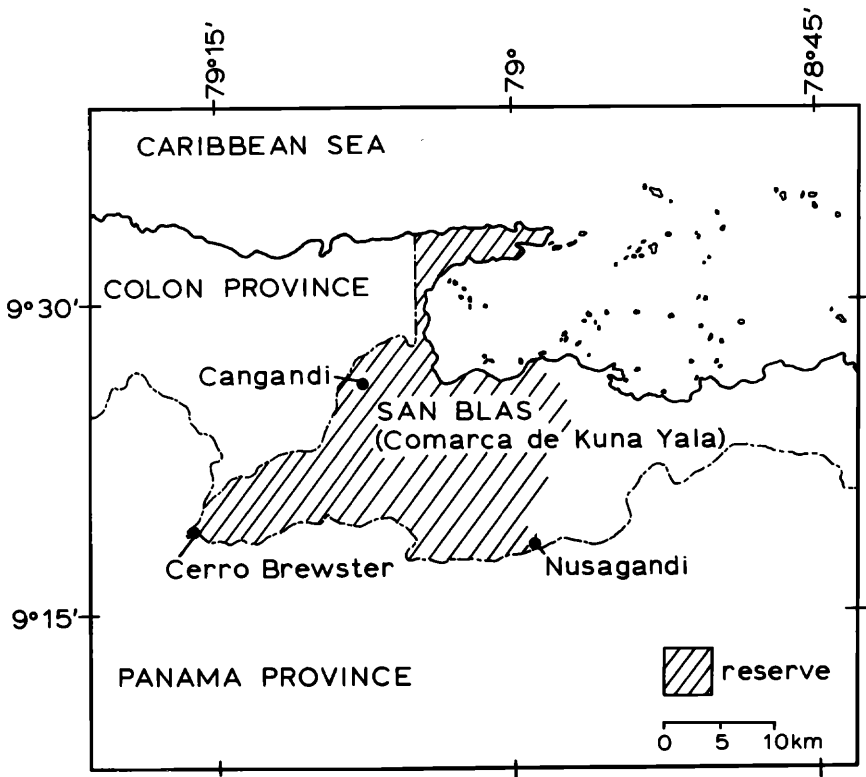 79°15'
79°
78°45'
CARIBBEAN SEA
COLON PROVINCE
9°30'
Cangandi
SAN BLAS
(Comarca de Kuna Yala)
Cerro Brewster
Nusagandi
9°15'
PANAMA PROVINCE
reserve
0 5 10km